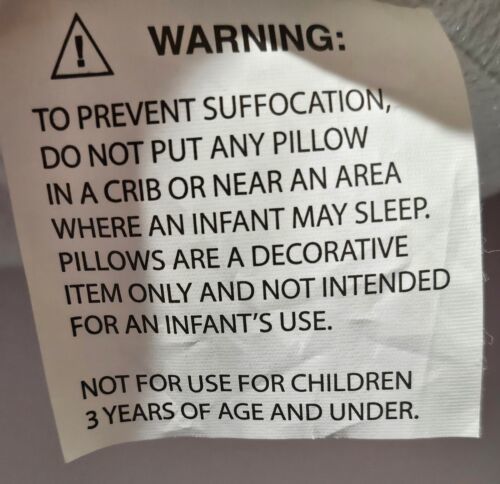 WARNING:
TO PREVENT SUFFOCATION,
DO NOT PUT ANY PILLOW
IN A CRIB OR NEAR AN AREA
WHERE AN INFANT MAY SLEEP.
PILLOWS ARE A DECORATIVE
ITEM ONLY AND NOT INTENDED
FOR AN INFANT'S USE.
NOT FOR USE FOR CHILDREN
3 YEARS OF AGE AND UNDER.